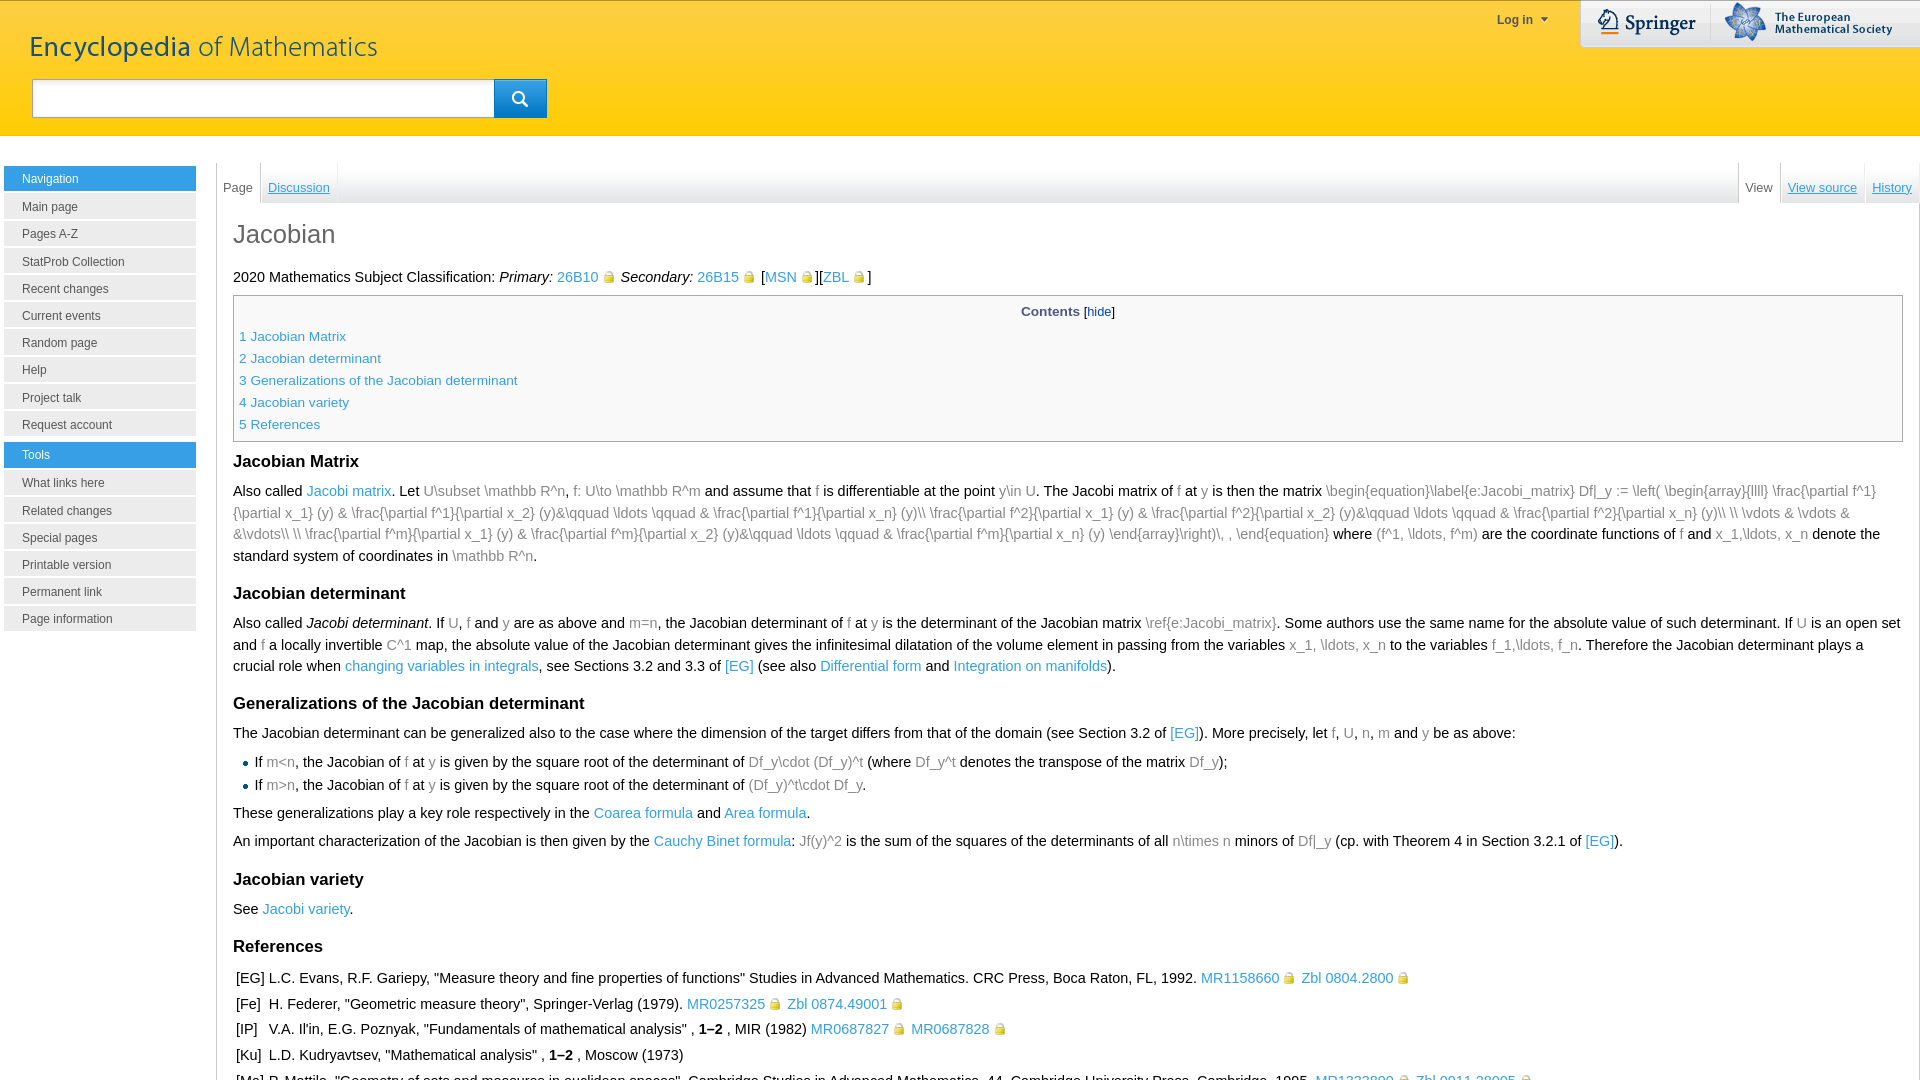 Log in
Springer
The European
Mathematical Society
Encyclopedia of Mathematics
Navigation
Main page
Pages A-Z
StatProb Collection
Recent changes
Current events
Random page
Help
Project talk
Request account
Tools
What links here
Related changes
Special pages
Printable version
Permanent link
Page information
Page
Discussion
View
View source
History
Jacobian
2020 Mathematics Subject Classification: Primary: 26B10 Secondary: 26B15 [MSN][ZBL]
Contents [hide]
1 Jacobian Matrix
2 Jacobian determinant
3 Generalizations of the Jacobian determinant
4 Jacobian variety
5 References
Jacobian Matrix
Also called Jacobi matrix. Let U\subset \mathbb R^n, f: U\to \mathbb R^m and assume that f is differentiable at the point y\in U. The Jacobi matrix of f at y is then the matrix \begin{equation}\label{e:Jacobi_matrix} Df|_y := \left( \begin{array}{llll} \frac{\partial f^1}
{\partial x_1} (y) & \frac{\partial f^1}{\partial x_2} (y)&\qquad \ldots \qquad & \frac{\partial f^1}{\partial x_n} (y)\\ \frac{\partial f^2}{\partial x_1} (y) & \frac{\partial f^2}{\partial x_2} (y)&\qquad \ldots \qquad & \frac{\partial f^2}{\partial x_n} (y)\\ \\ \vdots & \vdots &
&\vdots\\ \\ \frac{\partial f^m}{\partial x_1} (y) & \frac{\partial f^m}{\partial x_2} (y)&\qquad \ldots \qquad & \frac{\partial f^m}{\partial x_n} (y) \end{array}\right)\, , \end{equation} where (f^1, \ldots, f^m) are the coordinate functions of f and x_1,\ldots, x_n denote the
standard system of coordinates in \mathbb R^n.
Jacobian determinant
Also called Jacobi determinant. If U, f and y are as above and m=n, the Jacobian determinant of f at y is the determinant of the Jacobian matrix \ref{e:Jacobi_matrix}. Some authors use the same name for the absolute value of such determinant. If U is an open set
and f a locally invertible C^1 map, the absolute value of the Jacobian determinant gives the infinitesimal dilatation of the volume element in passing from the variables x_1, \ldots, x_n to the variables f_1,\ldots, f_n. Therefore the Jacobian determinant plays a
crucial role when changing variables in integrals, see Sections 3.2 and 3.3 of [EG] (see also Differential form and Integration on manifolds).
Generalizations of the Jacobian determinant
The Jacobian determinant can be generalized also to the case where the dimension of the target differs from that of the domain (see Section 3.2 of [EG]). More precisely, let f, U, n, m and y be as above:
If m<n, the Jacobian of f at y is given by the square root of the determinant of Df_y\cdot (Df_y)^t (where Df_y^t denotes the transpose of the matrix Df_y);
If m>n, the Jacobian of f at y is given by the square root of the determinant of (Df_y)^t\cdot Df_y.
These generalizations play a key role respectively in the Coarea formula and Area formula.
An important characterization of the Jacobian is then given by the Cauchy Binet formula: Jf(y)^2 is the sum of the squares of the determinants of all n\times n minors of Df|_y (cp. with Theorem 4 in Section 3.2.1 of [EG]).
Jacobian variety
See Jacobi variety.
References
[EG] L.C. Evans, R.F. Gariepy, "Measure theory and fine properties of functions" Studies in Advanced Mathematics. CRC Press, Boca Raton, FL, 1992. MR1158660 Zbl 0804.2800
[Fe] H. Federer, "Geometric measure theory", Springer-Verlag (1979). MR0257325 Zbl 0874.49001
[IP] V.A. Il'in, E.G. Poznyak, "Fundamentals of mathematical analysis" , 1–2 , MIR (1982) MR0687827 MR0687828
[Ku] L.D. Kudryavtsev, "Mathematical analysis" , 1–2 , Moscow (1973)
[Ma] P. Mattila, "Geometry of sets and measures in euclidean spaces". Cambridge Studies in Advanced Mathematics, 44. Cambridge University Press, Cambridge, 1995. MR1333890 Zbl 0911.28005